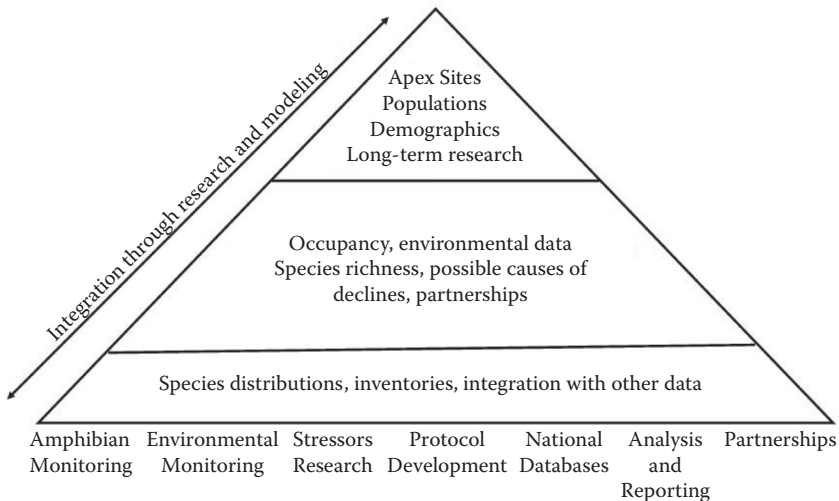 Integration through research and modeling
Apex Sites
Populations
Demographics
Long-term research
Occupancy, environmental data
Species richness, possible causes of
declines, partnerships
Species distributions, inventories, integration with other data
Amphibian
Monitoring
Environmental
Monitoring
Stressors
Research
Protocol
Development
National
Databases
Analysis
and
Reporting
Partnerships